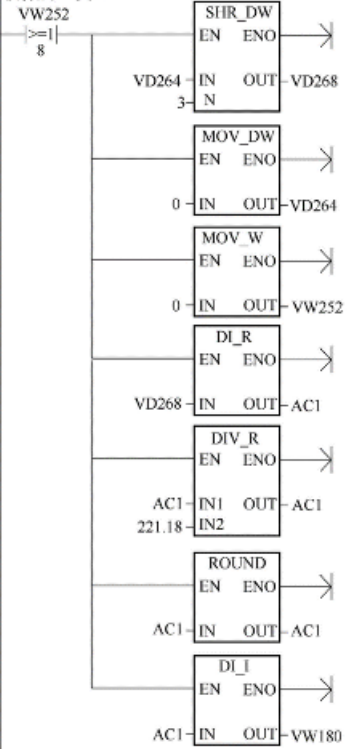 VW252
>=I
8
SHR_DW
EN ENO
VD264 IN OUT VD268
3 N
MOV_DW
EN ENO
0 IN OUT VD264
MOV_W
EN ENO
0 IN OUT VW252
DI_R
EN ENO
VD268 IN OUT AC1
DIV_R
EN ENO
AC1 IN1 OUT AC1
221.18 IN2
ROUND
EN ENO
AC1 IN OUT AC1
DI_I
EN ENO
AC1 IN OUT VW180